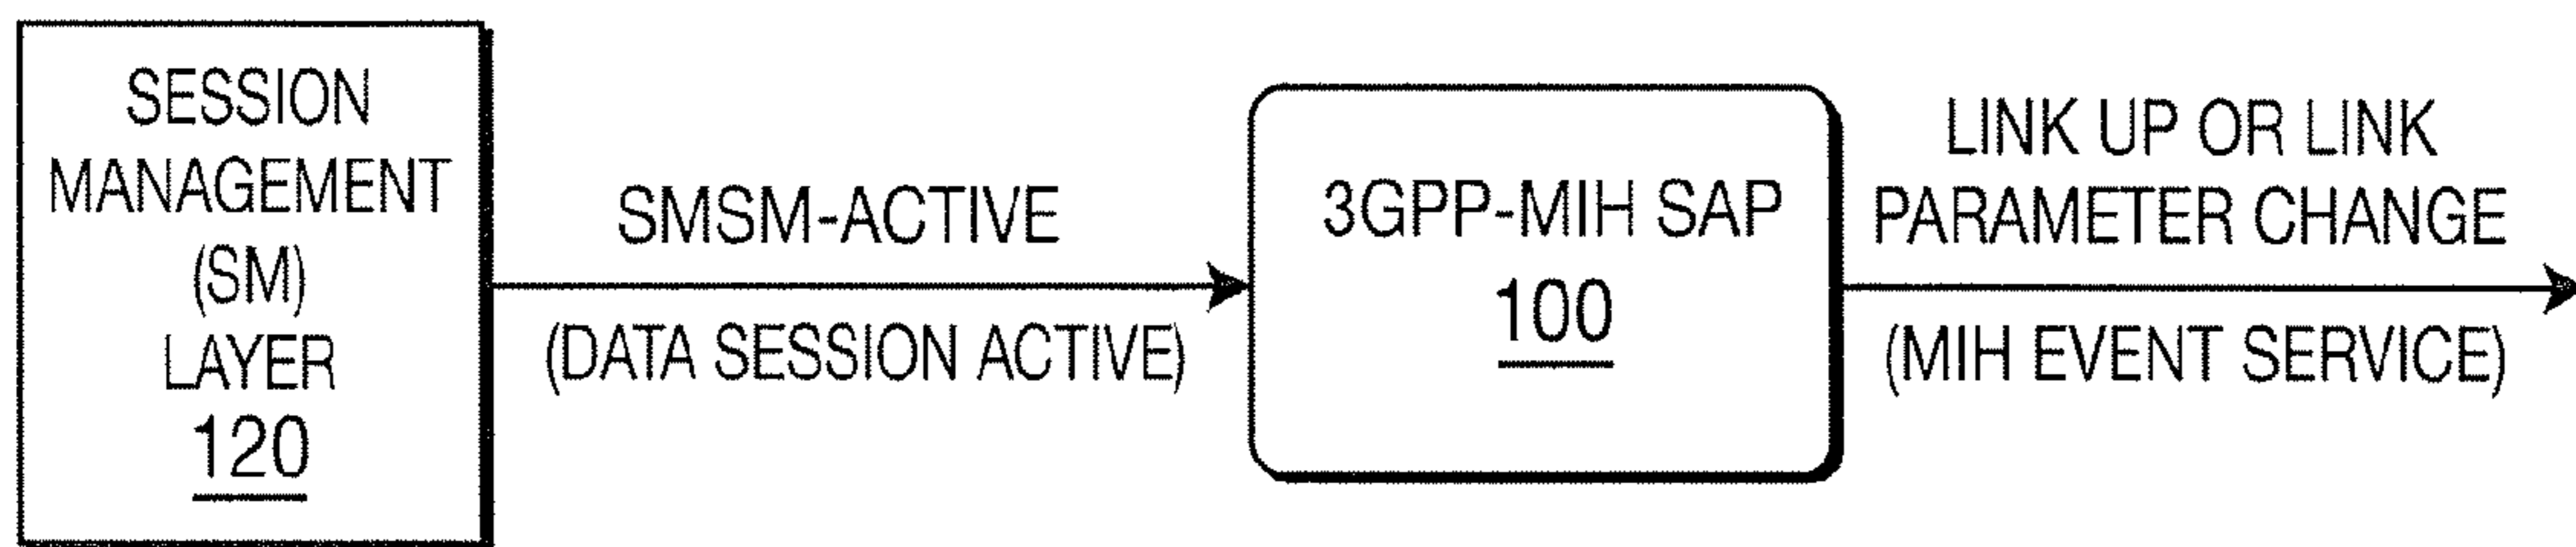 SESSION
MANAGEMENT
(SM)
LAYER
120
SMSM-ACTIVE
(DATA SESSION ACTIVE)
3GPP-MIH SAP
100
LINK UP OR LINK
PARAMETER CHANGE
(MIH EVENT SERVICE)